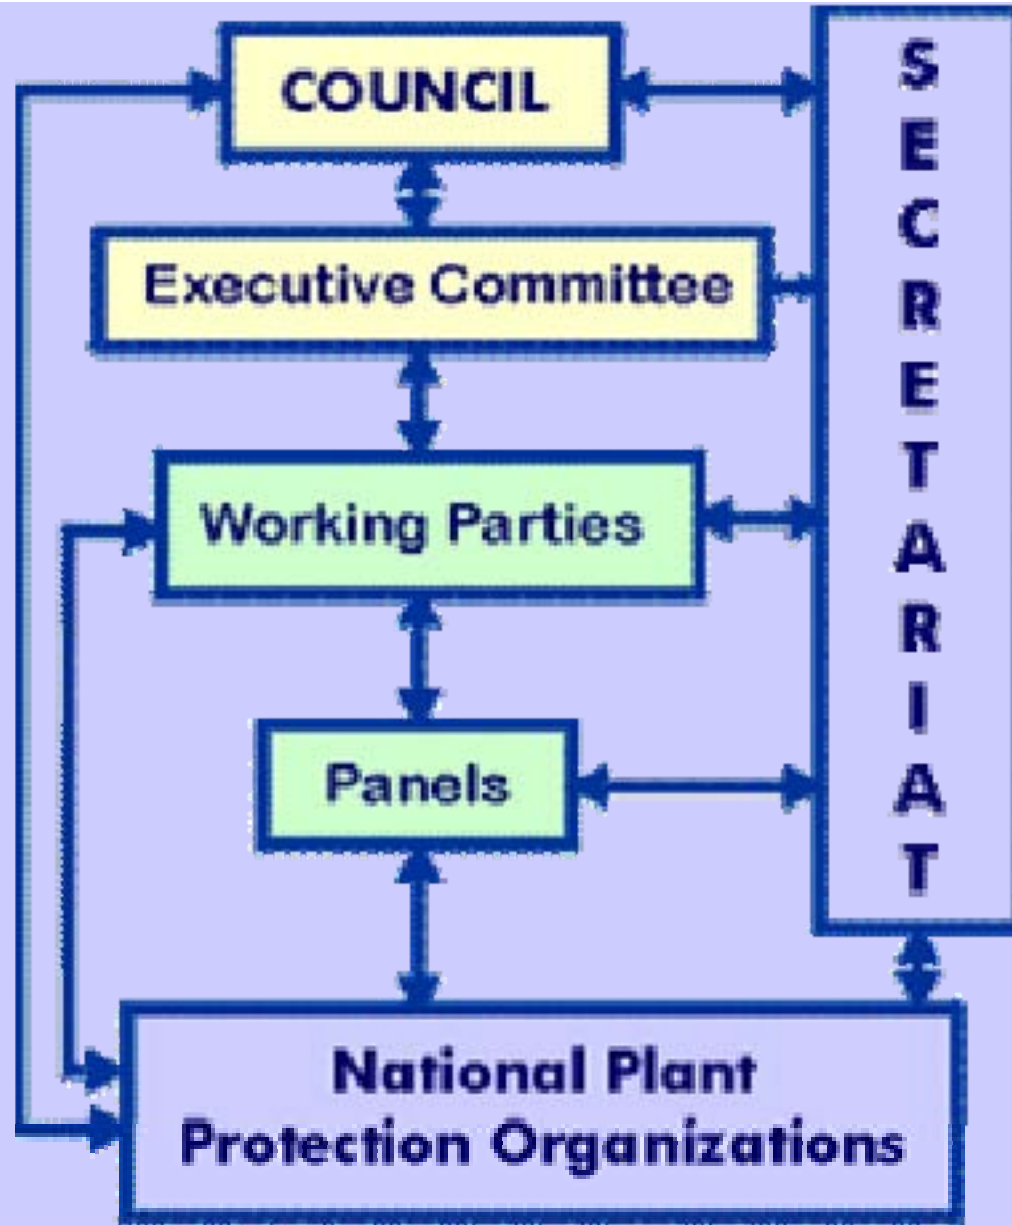 COUNCIL
Executive Committee
Working Parties
Panels
National Plant
Protection Organizations
SECRETARIAT